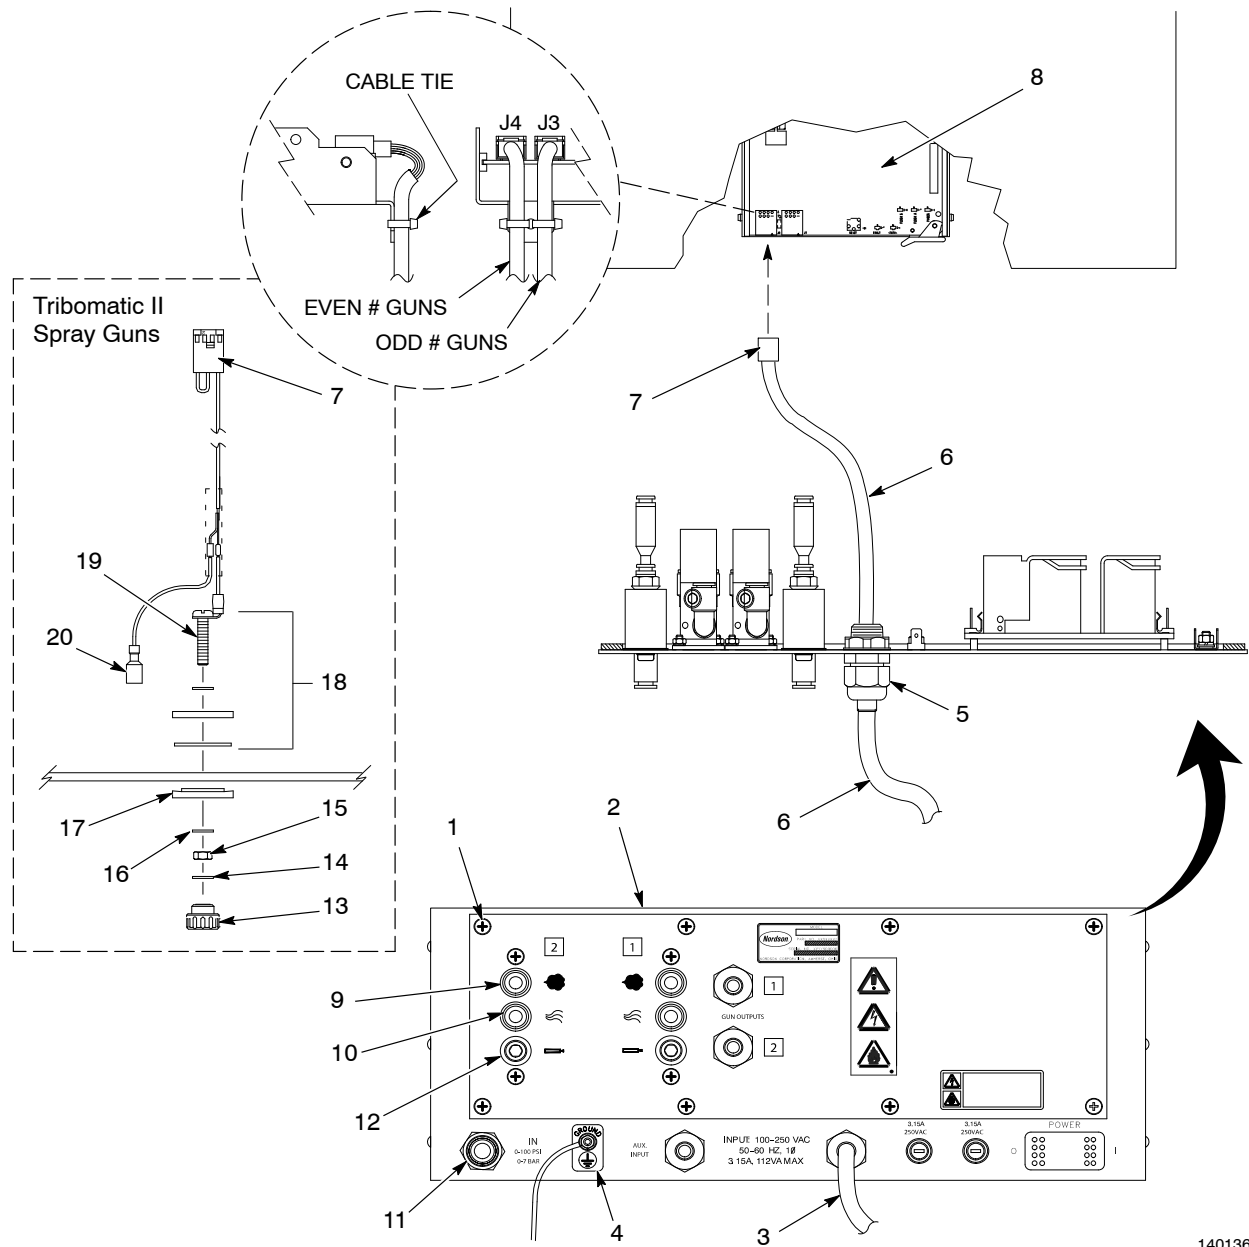 CABLE TIE
J4 J3
8
EVEN # GUNS
ODD # GUNS
Tribomatic II
Spray Guns
7
7
6
19
20
18
5
17
16
15
14
13
6
1
2
2
1
Nordson
9
10
12
1
GUN OUTPUTS
2
IN
0-100 PSI
0-7 BAR
GROUND
AUX.
INPUT
INPUT 100-250 VAC
50-60 HZ, 1Ø
3.15A, 112VA MAX
3.15A
250VAC
3.15A
250VAC
POWER
O
I
11
4
3
140136